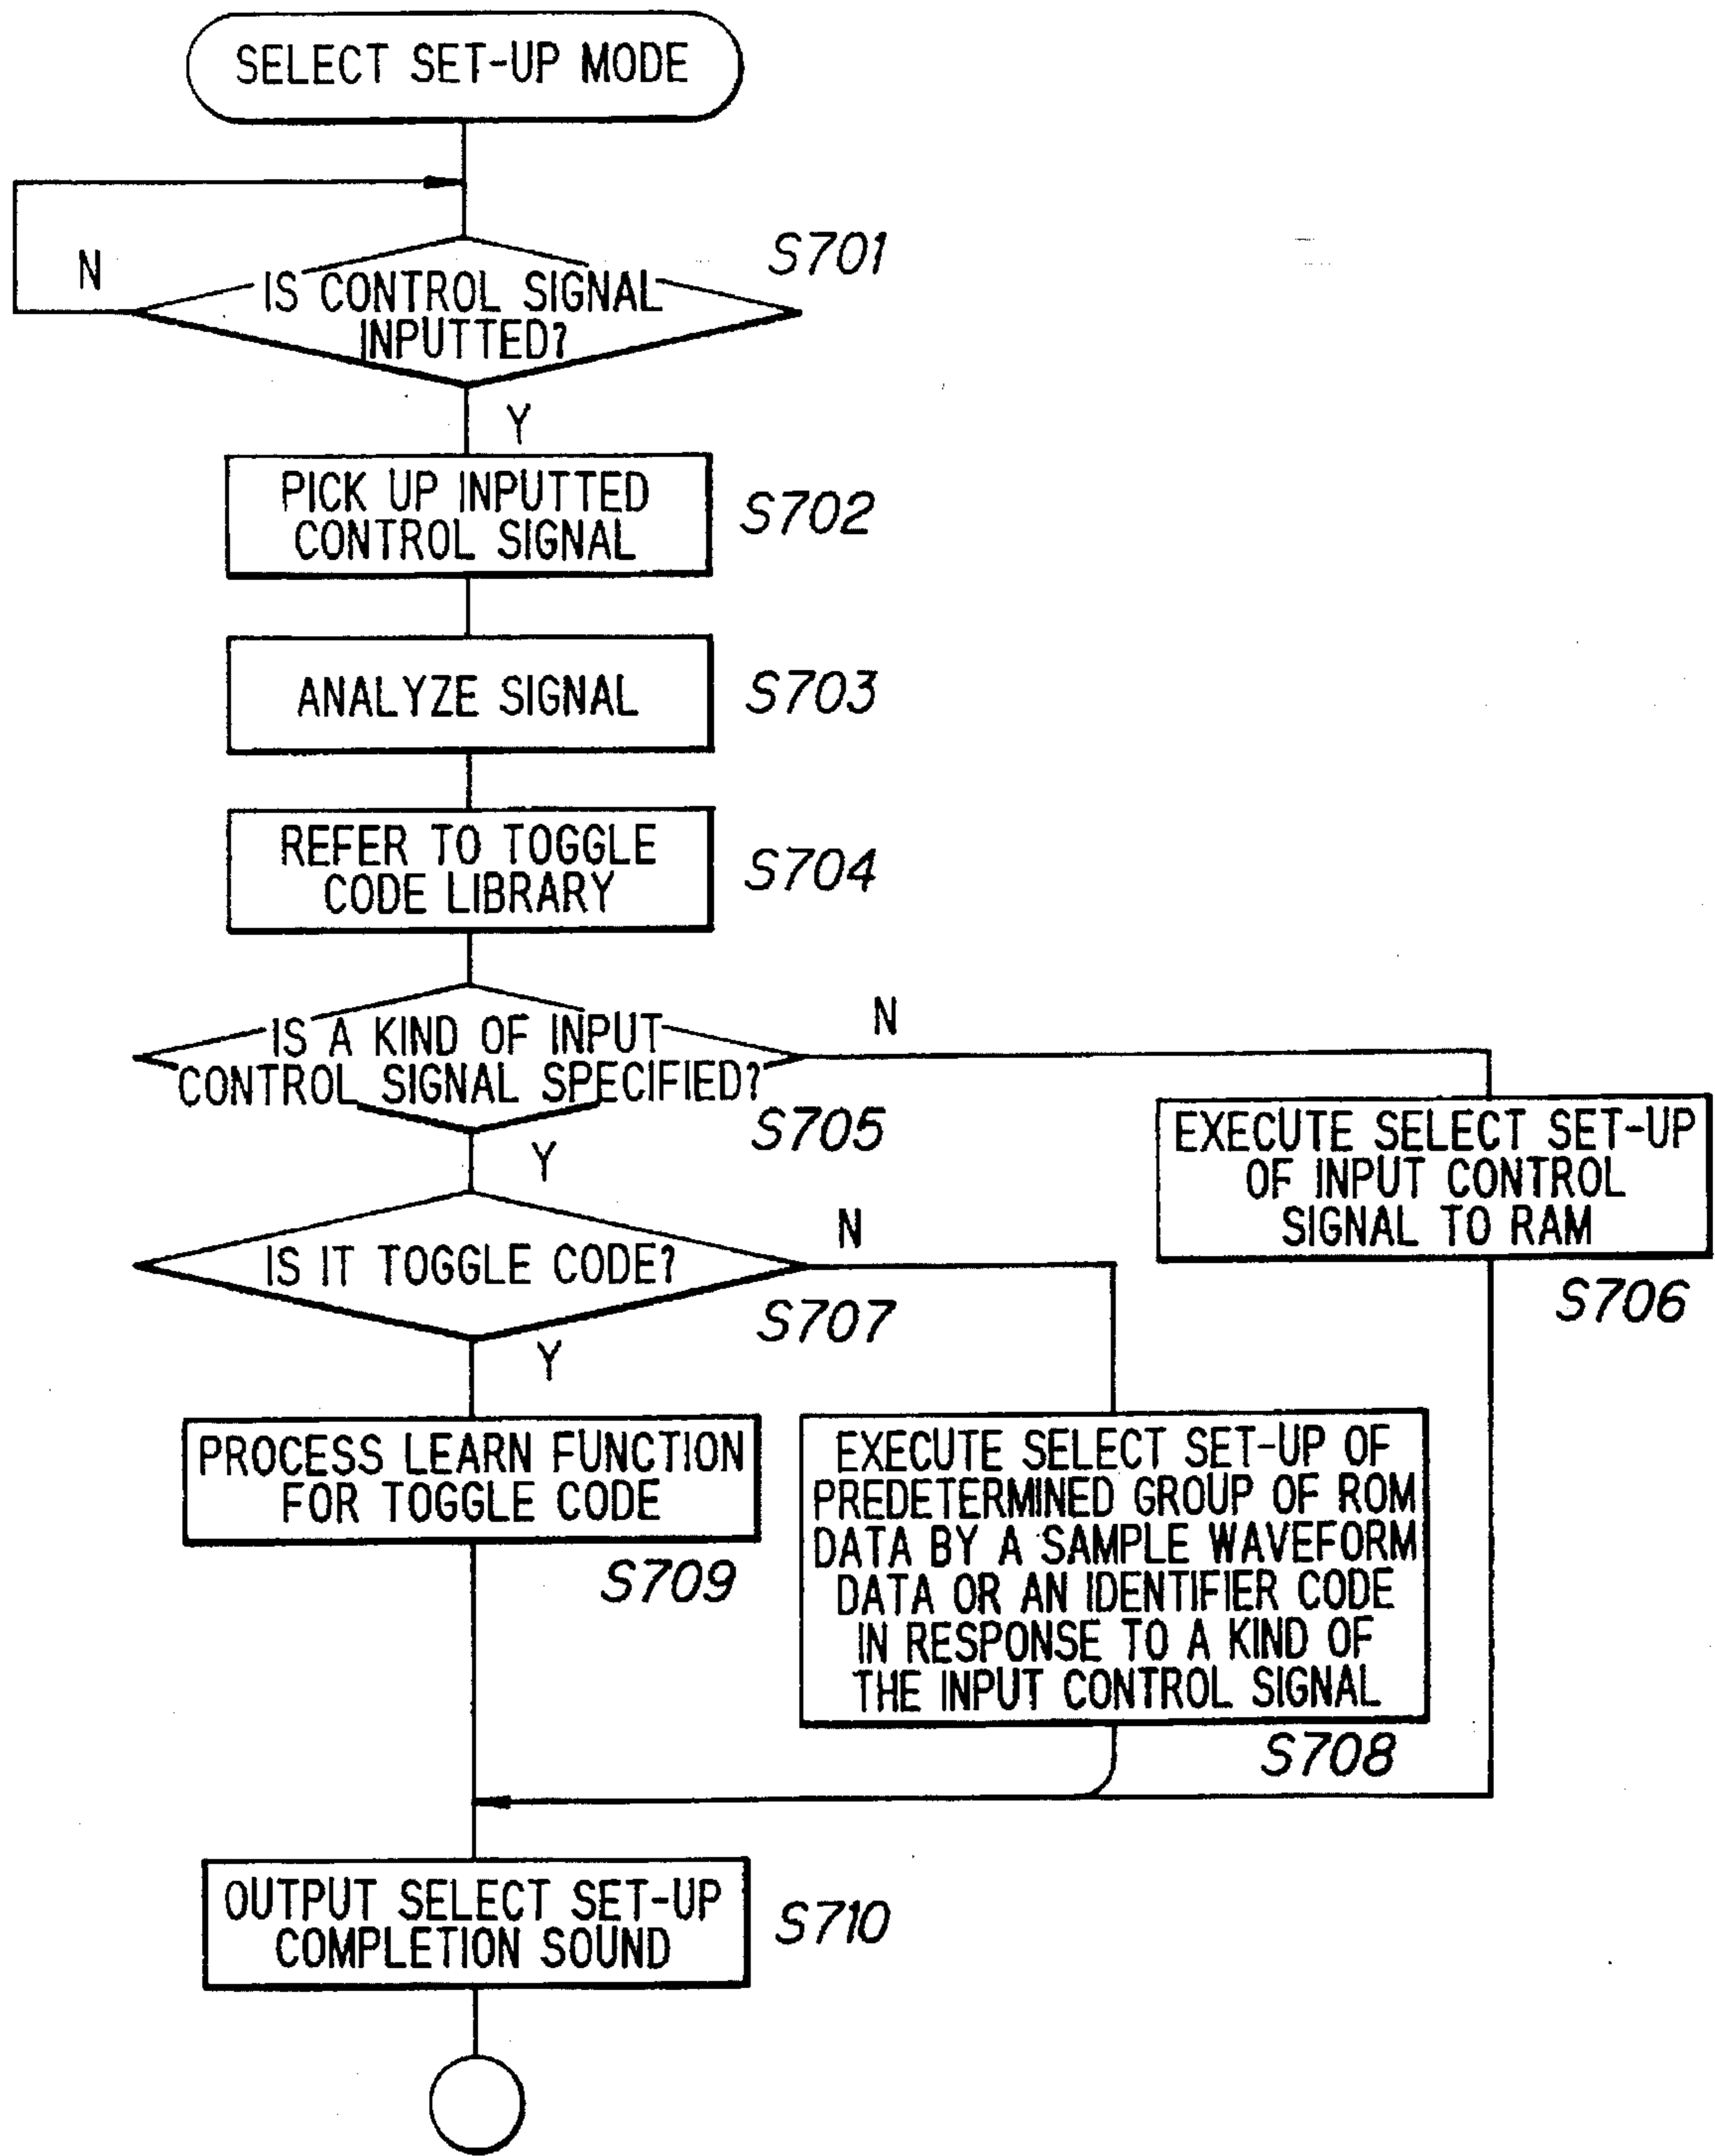 SELECT SET-UP MODE
S701
N
IS CONTROL SIGNAL
INPUTTED?
Y
PICK UP INPUTTED
CONTROL SIGNAL
S702
ANALYZE SIGNAL
S703
REFER TO TOGGLE
CODE LIBRARY
S704
IS A KIND OF INPUT
CONTROL SIGNAL SPECIFIED?
N
S705
Y
EXECUTE SELECT SET-UP
OF INPUT CONTROL
SIGNAL TO RAM
S706
IS IT TOGGLE CODE?
N
S707
Y
PROCESS LEARN FUNCTION
FOR TOGGLE CODE
S709
EXECUTE SELECT SET-UP OF
PREDETERMINED GROUP OF ROM
DATA BY A SAMPLE WAVEFORM
DATA OR AN IDENTIFIER CODE
IN RESPONSE TO A KIND OF
THE INPUT CONTROL SIGNAL
S708
OUTPUT SELECT SET-UP
COMPLETION SOUND
S710